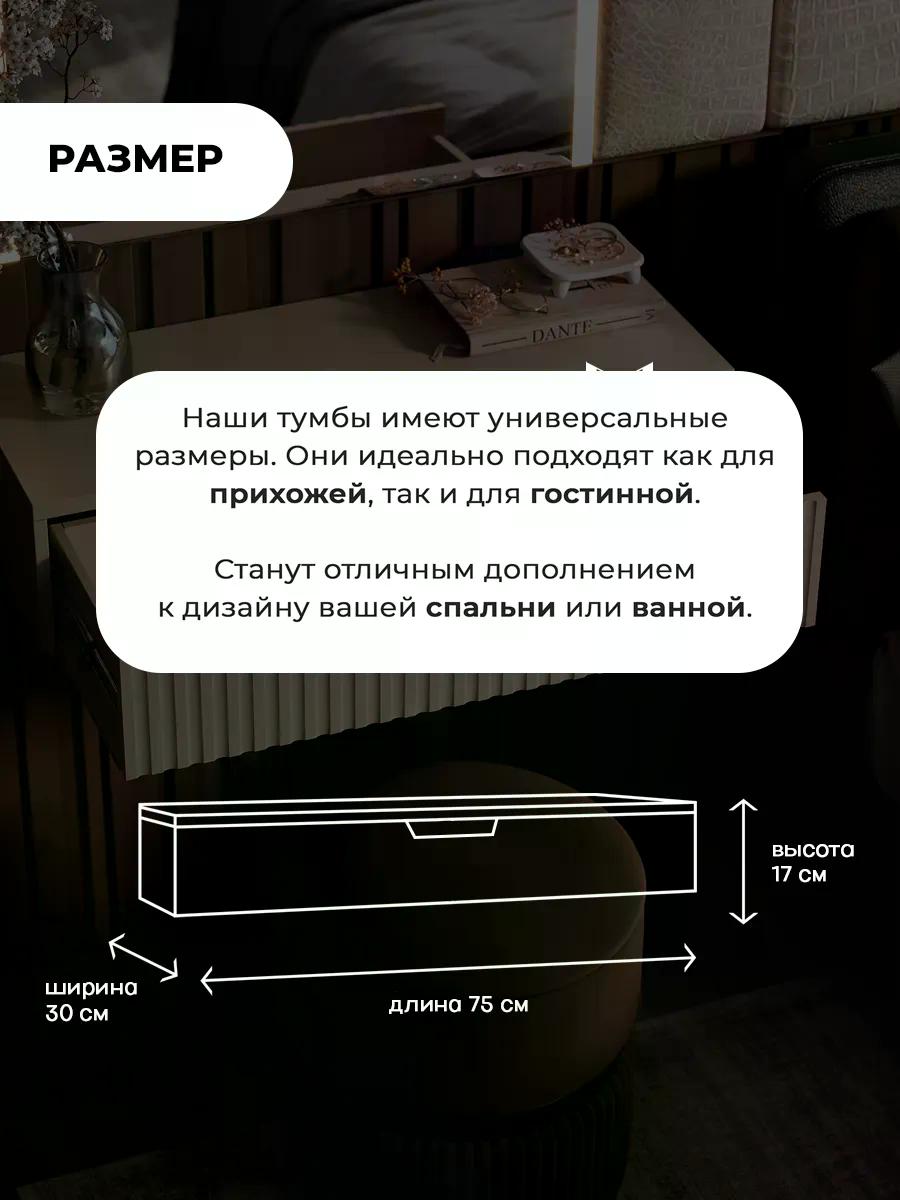 РАЗМЕР
DANTE
Наши тумбы имеют универсальные
размеры. Они идеально подходят как для
прихожей, так и для гостинной.
Станут отличным дополнением
к дизайну вашей спальни или ванной.
высота
17 см
ширина
30 см
длина 75 см